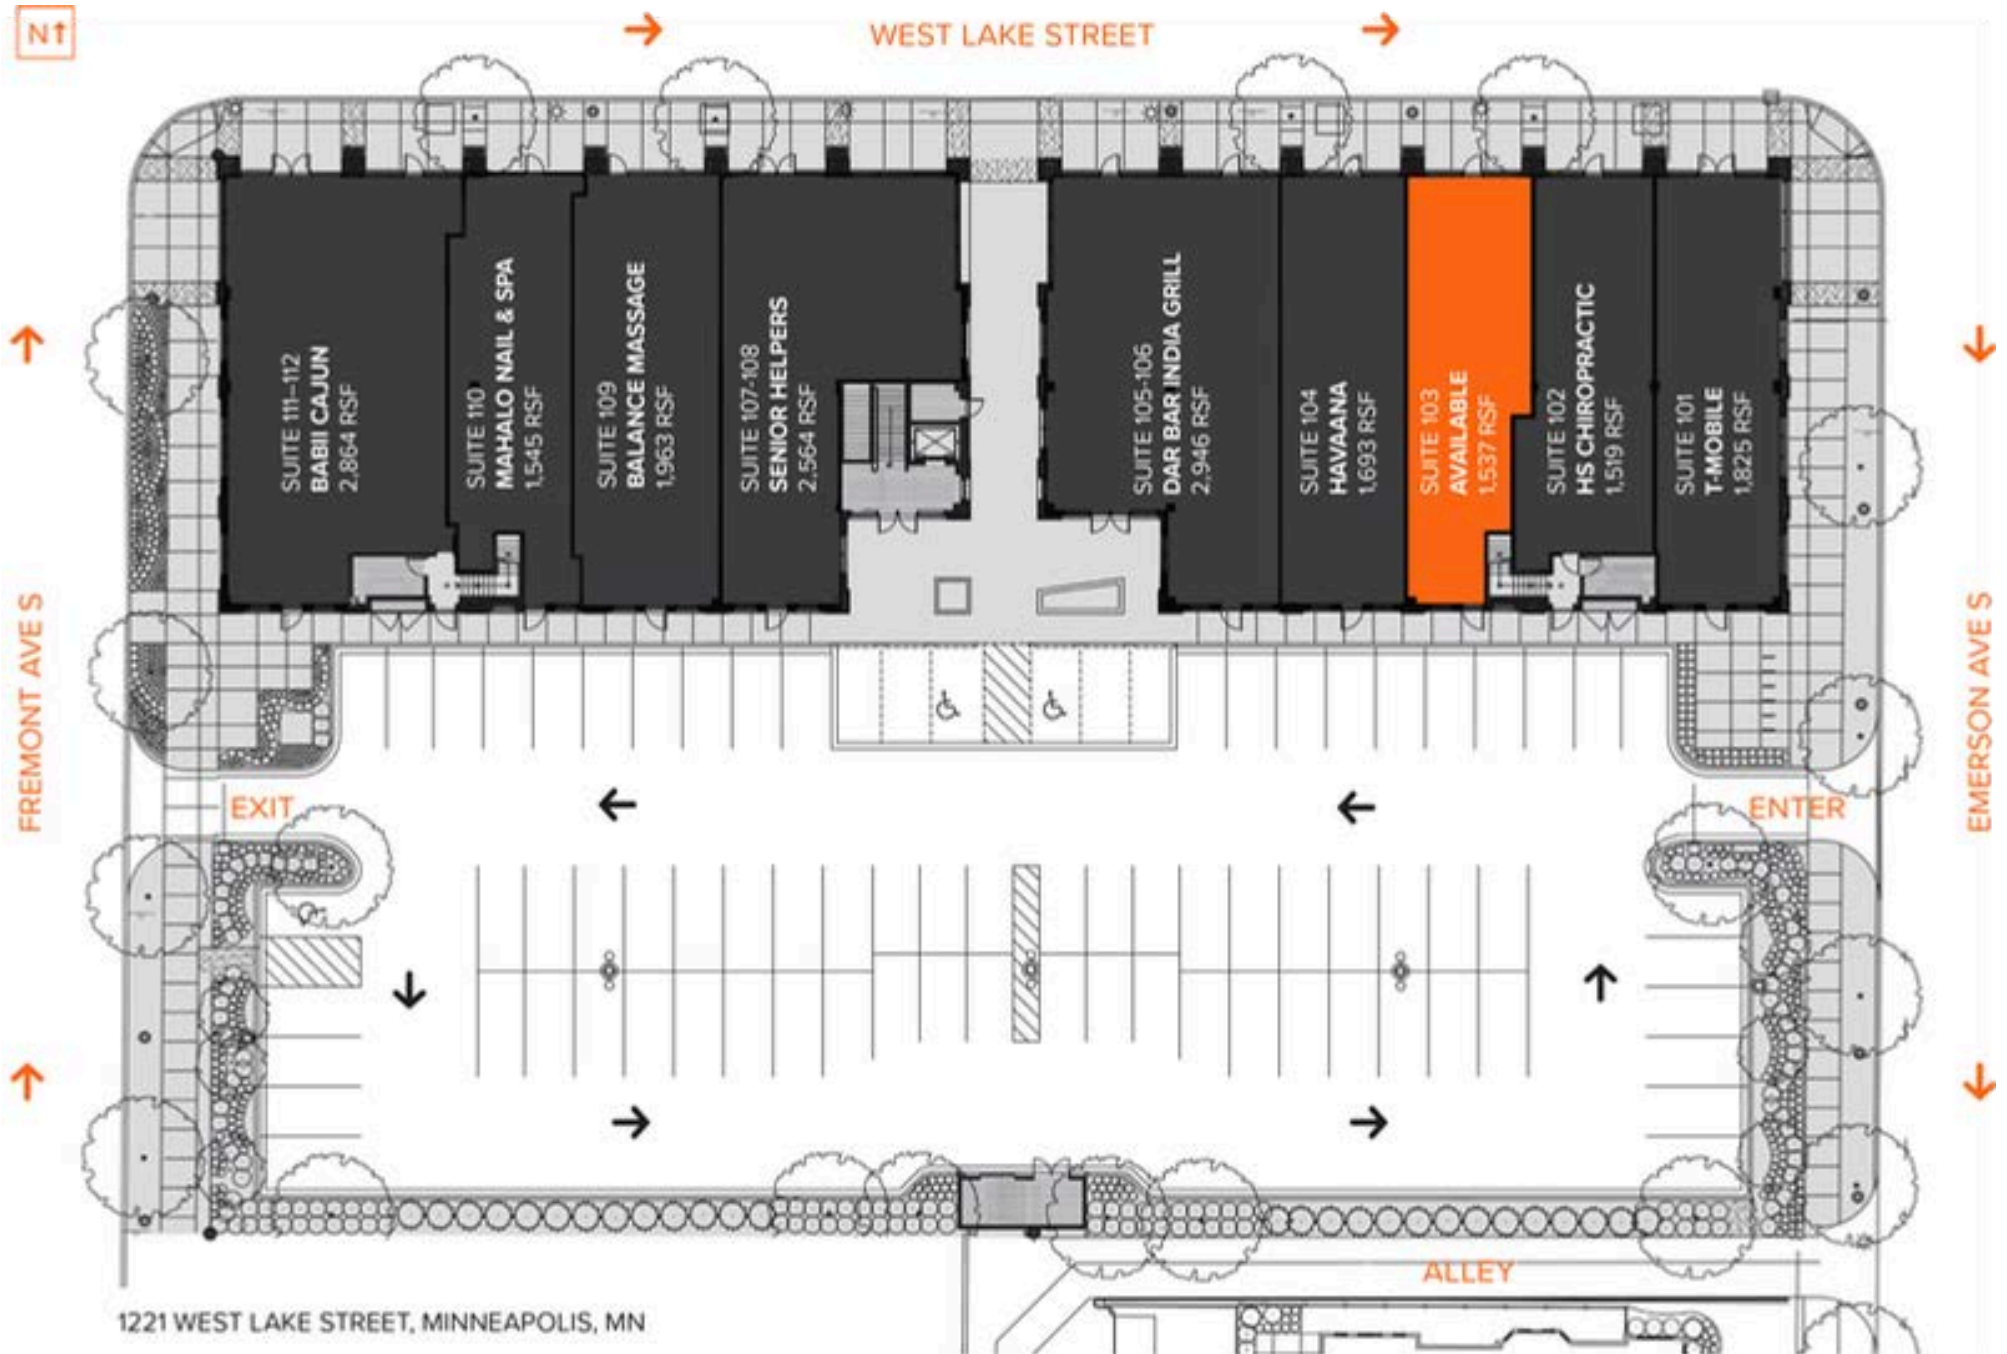 N↑
WEST LAKE STREET
SUITE 111–112
BABII CAJUN
2,864 RSF
SUITE 110
MAHALO NAIL & SPA
1,545 RSF
SUITE 109
BALANCE MASSAGE
1,963 RSF
SUITE 107-108
SENIOR HELPERS
2,564 RSF
SUITE 105-106
DAR BAR INDIA GRILL
2,946 RSF
SUITE 104
HAVAANA
1,693 RSF
SUITE 103
AVAILABLE
1,537 RSF
SUITE 102
HS CHIROPRACTIC
1,519 RSF
SUITE 101
T-MOBILE
1,825 RSF
FREMONT AVE S
EMERSON AVE S
EXIT
ENTER
ALLEY
1221 WEST LAKE STREET, MINNEAPOLIS, MN